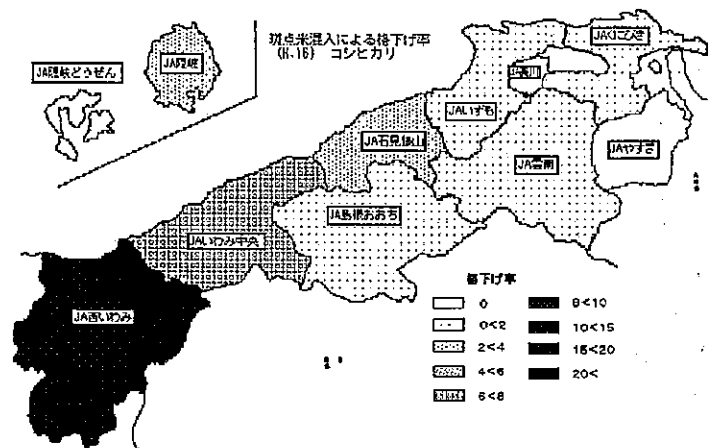 斑点米混入による格下げ率
(H.16) コシヒカリ
JA隠岐どうぜん
JA隠岐
JAくにびき
JA斐川
JAいずも
JA石見銀山
JA雲南
JAやすぎ
JA島根おおち
JAいわみ中央
JA西いわみ
格下げ率
0
0<2
2<4
4<6
6<8
8<10
10<15
15<20
20<